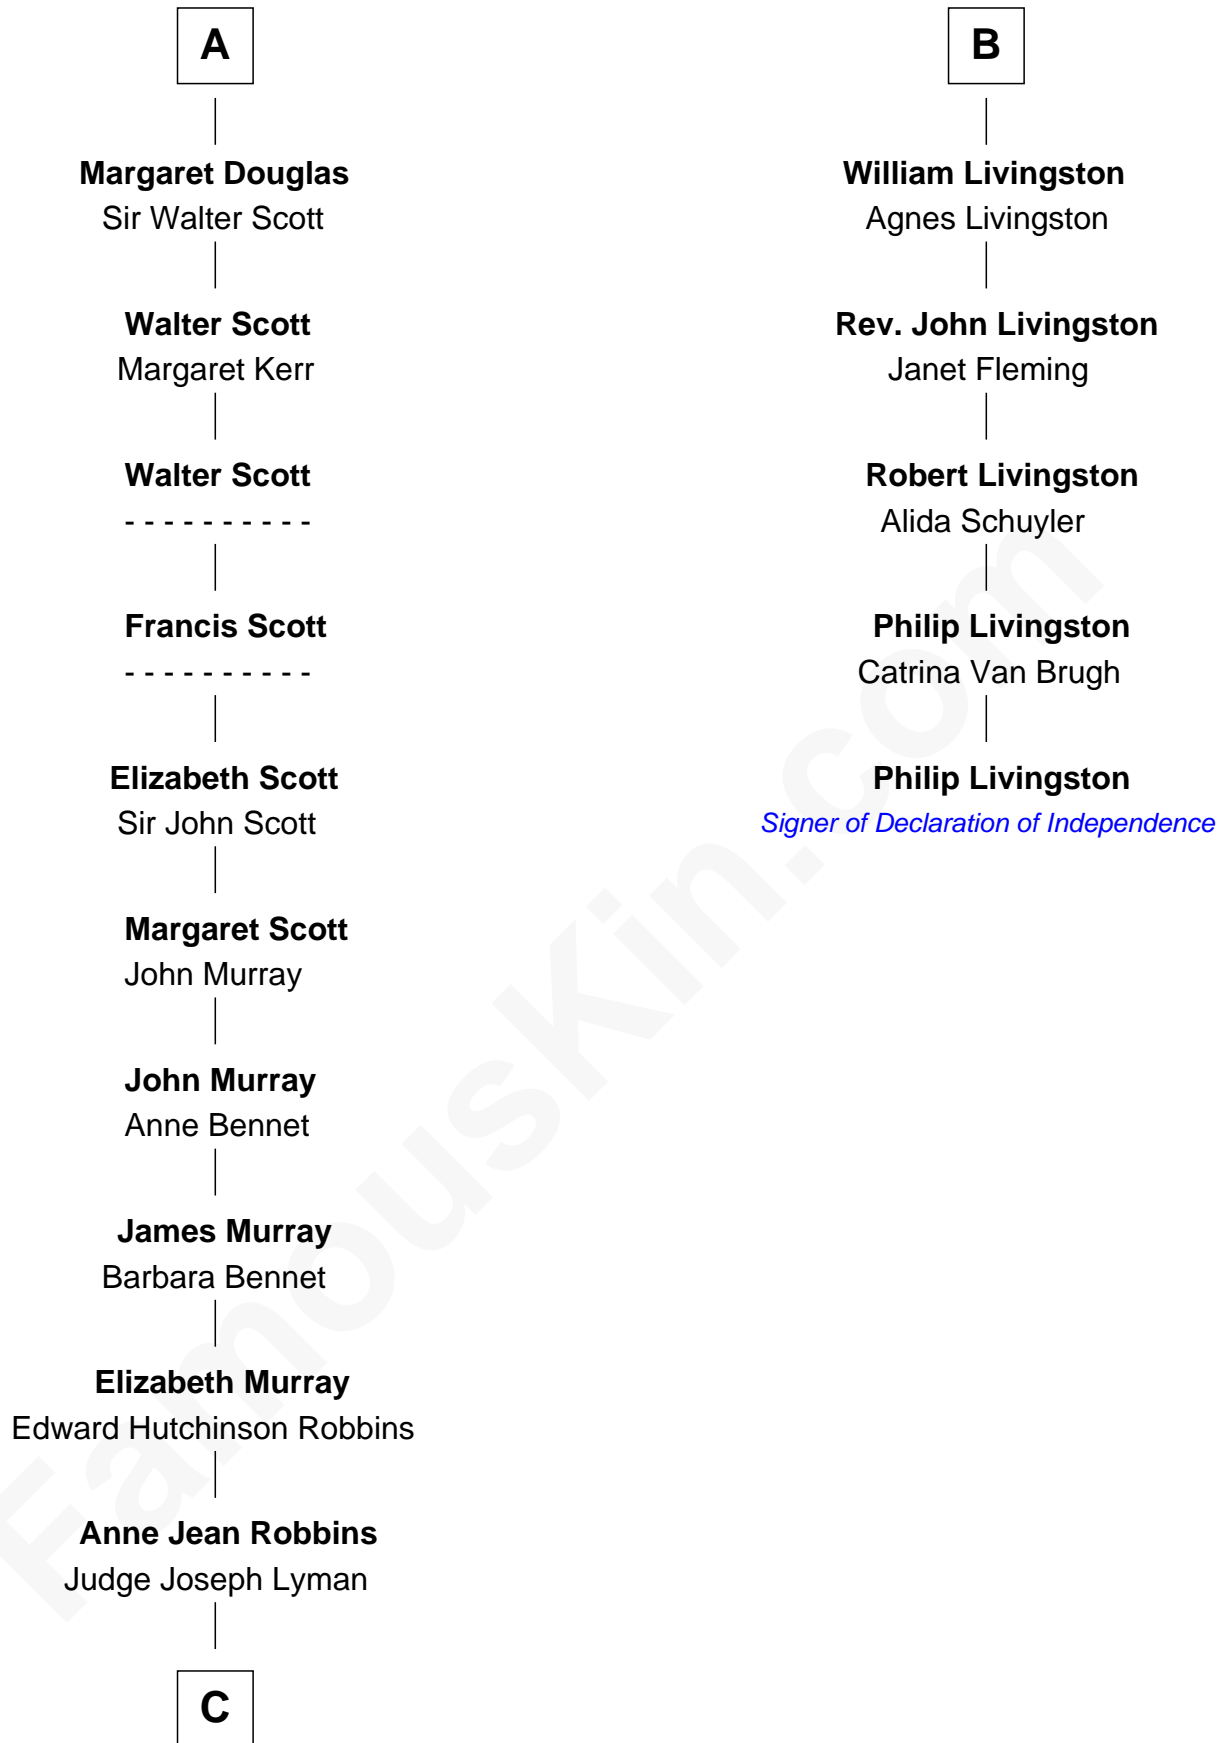 A
Margaret Douglas
Sir Walter Scott
Walter Scott
Margaret Kerr
Walter Scott
- - - - - - - - - -
Francis Scott
- - - - - - - - - -
Elizabeth Scott
Sir John Scott
Margaret Scott
John Murray
John Murray
Anne Bennet
James Murray
Barbara Bennet
Elizabeth Murray
Edward Hutchinson Robbins
Anne Jean Robbins
Judge Joseph Lyman
C
B
William Livingston
Agnes Livingston
Rev. John Livingston
Janet Fleming
Robert Livingston
Alida Schuyler
Philip Livingston
Catrina Van Brugh
Philip Livingston
Signer of Declaration of Independence
FamousKin.com